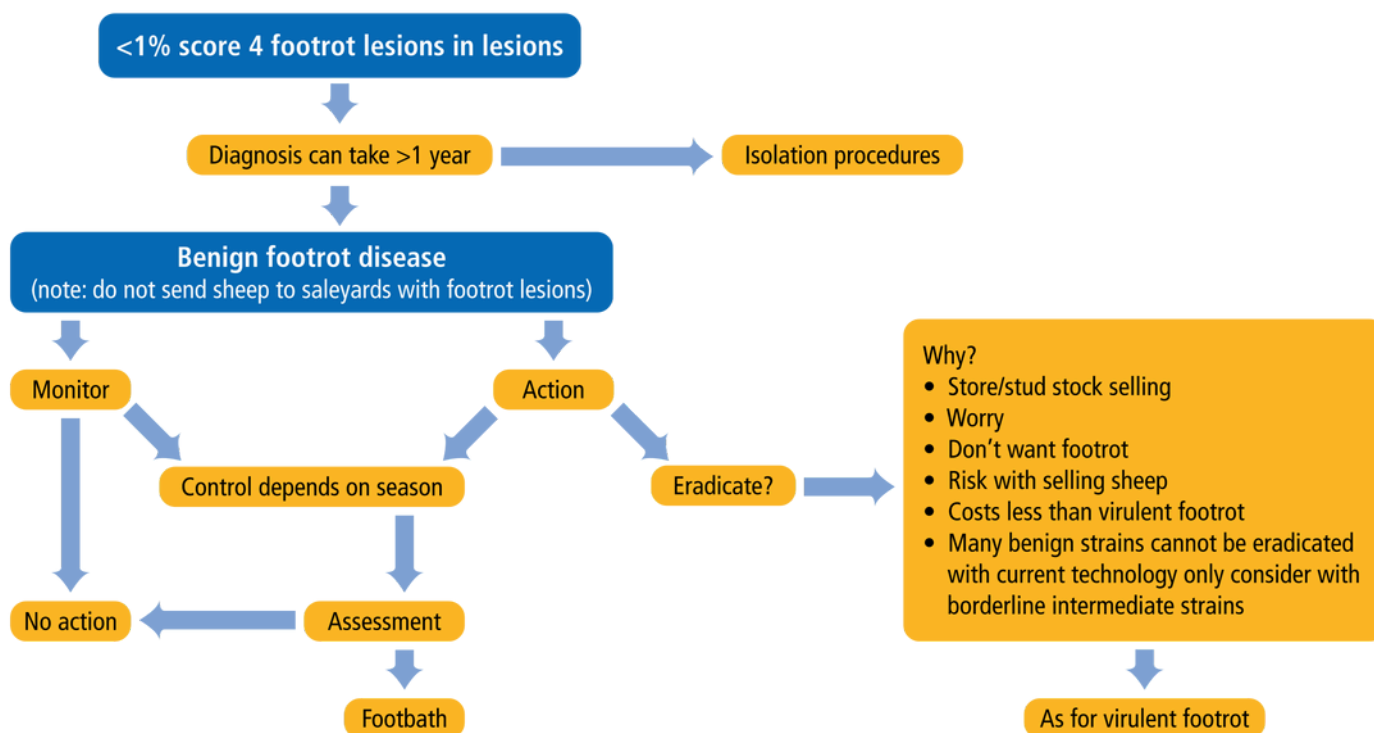 <1% score 4 footrot lesions in lesions
Diagnosis can take >1 year
Isolation procedures
Benign footrot disease
(note: do not send sheep to saleyards with footrot lesions)
Monitor
Action
Control depends on season
Eradicate?
Why?
• Store/stud stock selling
• Worry
• Don't want footrot
• Risk with selling sheep
• Costs less than virulent footrot
• Many benign strains cannot be eradicated
with current technology only consider with
borderline intermediate strains
No action
Assessment
Footbath
As for virulent footrot